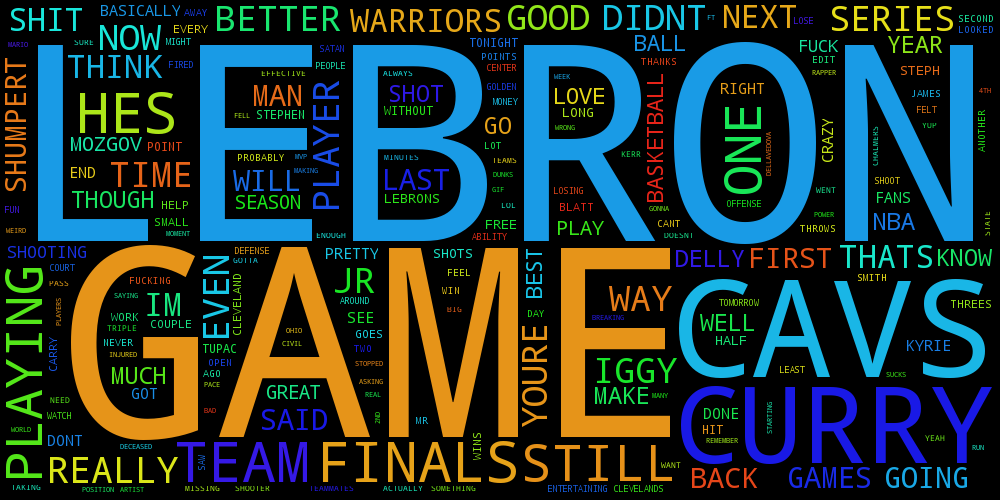 SHIT
BASICALLY
AWAY
EVERY
BETTER
WARRIORS
GOOD
DIDNT
FT
NEXT
LOSE
SERIES
SECOND
LOOKED
MARIO
SURE
NOW
MIGHT
THINK
FIRED
SATAN
PEOPLE
TONIGHT
POINTS
CENTER
BALL
THANKS
FUCK
EDIT
RAPPER
YEAR
STEPH
LEBRON
SHUMPERT
HES
MOZGOV
POINT
END
TIME
THOUGH
HELP
SMALL
MOMENT
FUN
WEIRD
EFFECTIVE
MAN
FELL
STEPHEN
PLAYER
PROBABLY
MVP
MAKING
WILL
SEASON
ENOUGH
ALWAYS
SHOT
WITHOUT
MINUTES
LAST
LEBRONS
GOLDEN
MONEY
GO
LOT
TEAMS
DUNKS
GIF
LOL
FREE
ABILITY
WEEK
LOVE
LONG
WRONG
KERR
LOSING
BLATT
PLAY
BASKETBALL
GONNA
CANT
DOESNT
RIGHT
ONE
DELLAVEDOVA
OFFENSE
CRAZY
WENT
POWER
THROWS
JAMES
FELT
YUP
CHALMERS
SHOOT
FANS
NBA
4TH
ANOTHER
STATE
SHOOTING
COURT
PASS
PLAYERS
PLAYING
CARRY
NEED
WATCH
WORLD
DONT
TAKING
GAME
FUCKING
SAYING
IM
WORK
COUPLE
TRIPLE
NEVER
INJURED
MUCH
GOT
DECEASED
REALLY
POSITION
ARTIST
DEFENSE
GOTTA
EVEN
CLEVELAND
TUPAC
OPEN
AGO
PACE
BAD
OHIO
CIVIL
GREAT
SAID
PRETTY
JR
AROUND
SEE
GOES
TWO
STOPPED
ASKING
REAL
2ND
SHOTS
FEEL
WIN
BIG
MR
WINS
BEST
DAY
YOURE
WAY
BREAKING
IGGY
MAKE
MANY
DELLY
FIRST
THATS
KNOW
SMITH
CAVS
TOMORROW
WELL
HALF
THREES
KYRIE
LEAST
SUCKS
CURRY
DONE
HIT
REMEMBER
STARTING
YEAH
RUN
TEAM
SAW
MISSING
SHOOTER
TEAMMATES
FINALS
ACTUALLY
SOMETHING
STILL
WANT
ENTERTAINING
CLEVELANDS
BACK
GAMES
GOING